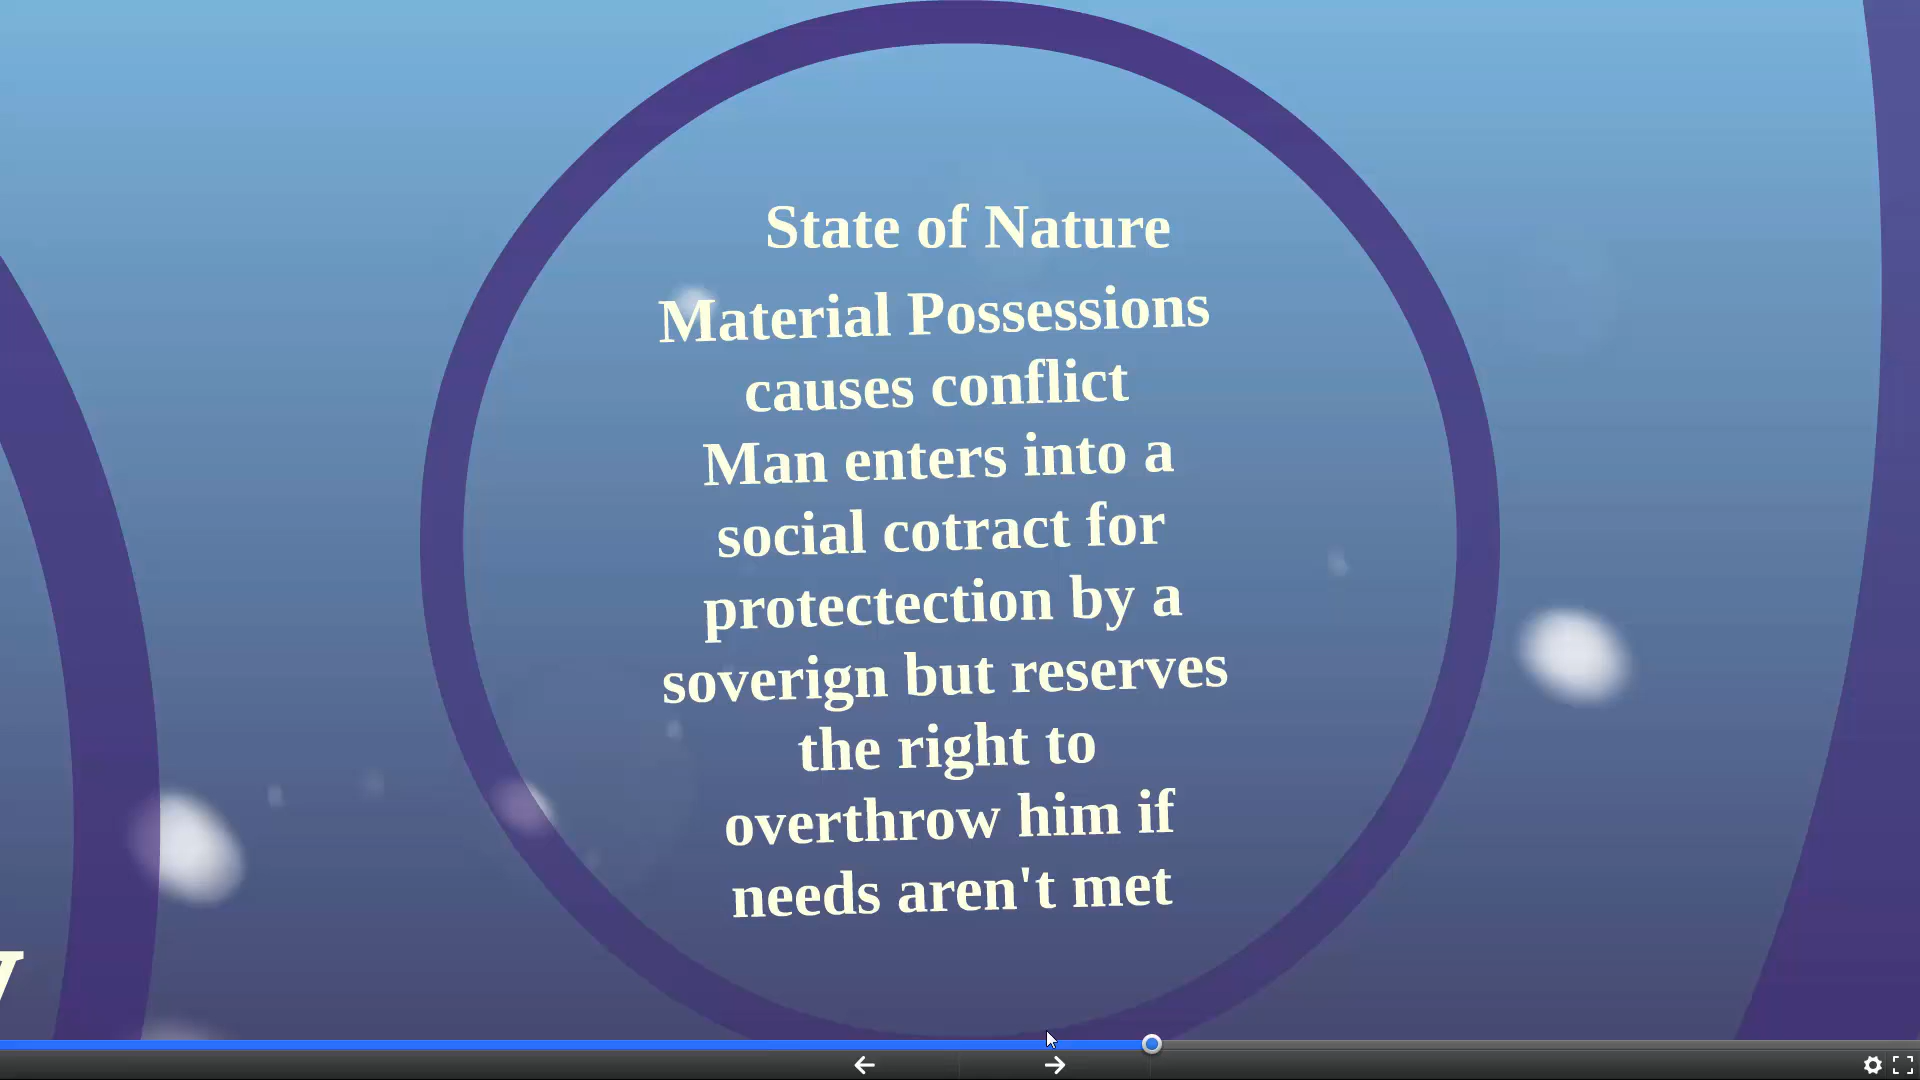 State of Nature
Material Possessions
causes conflict
Man enters into a
social cotract for
protectection by a
soverign but reserves
the right to
overthrow him if
needs aren't met